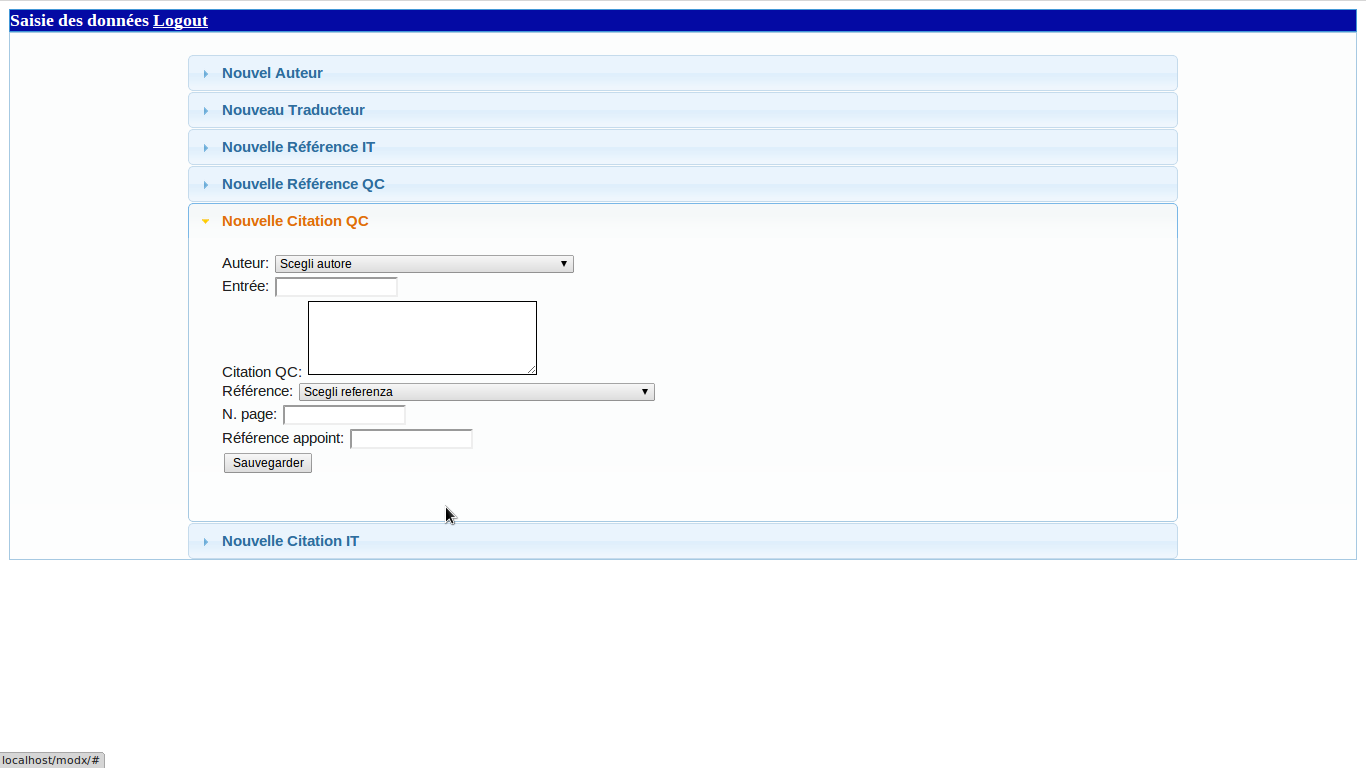 Saisie des données Logout
Nouvel Auteur
Nouveau Traducteur
Nouvelle Référence IT
Nouvelle Référence QC
Nouvelle Citation QC
Auteur: Scegli autore
Entrée:
Citation QC:
Référence: Scegli referenza
N. page:
Référence appoint:
Sauvegarder
Nouvelle Citation IT
localhost/modx/#